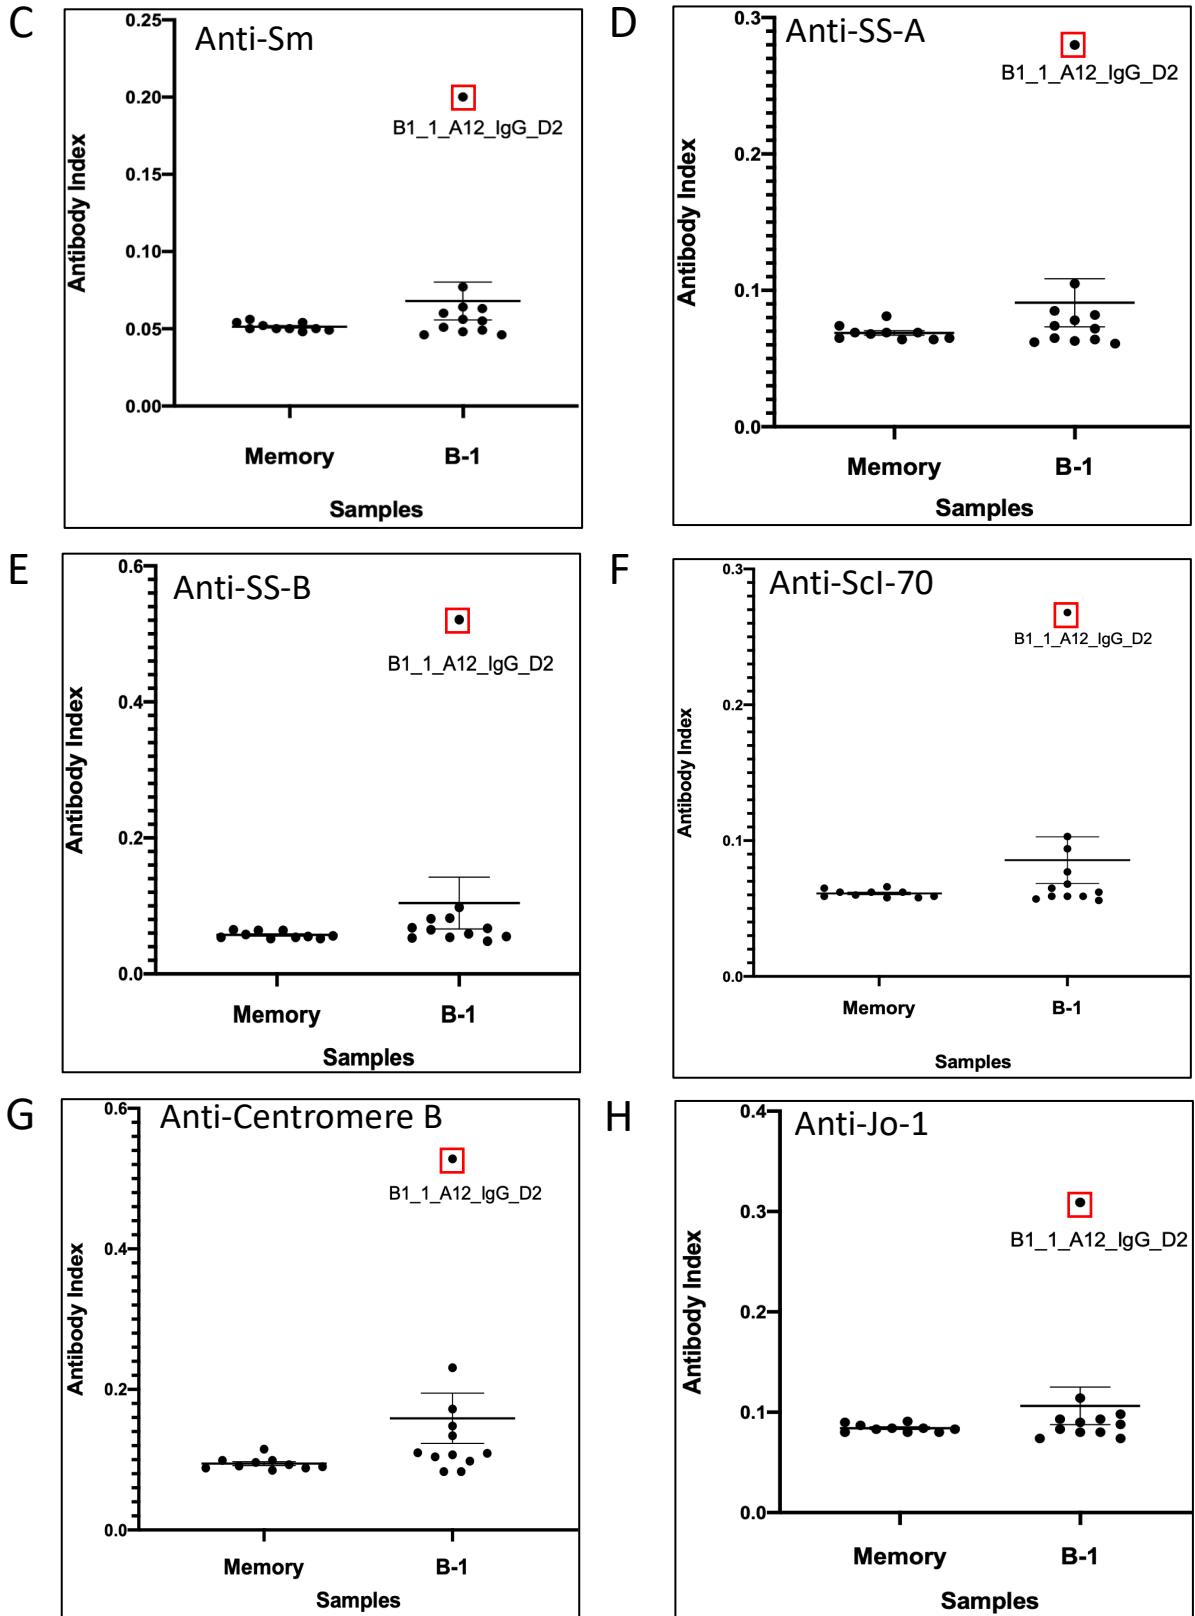 C
Anti-Sm
0.25
0.20
0.15
0.10
0.05
0.00
Antibody Index
B1_1_A12_IgG_D2
Memory
B-1
Samples
D
Anti-SS-A
0.3
0.2
0.1
0.0
Antibody Index
B1_1_A12_IgG_D2
Memory
B-1
Samples
E
Anti-SS-B
0.6
0.4
0.2
0.0
Antibody Index
B1_1_A12_IgG_D2
Memory
B-1
Samples
F
Anti-Scl-70
0.3
0.2
0.1
0.0
Antibody Index
B1_1_A12_IgG_D2
Memory
B-1
Samples
G
Anti-Centromere B
0.6
0.4
0.2
0.0
Antibody Index
B1_1_A12_IgG_D2
Memory
B-1
Samples
H
Anti-Jo-1
0.4
0.3
0.2
0.1
0.0
Antibody Index
B1_1_A12_IgG_D2
Memory
B-1
Samples